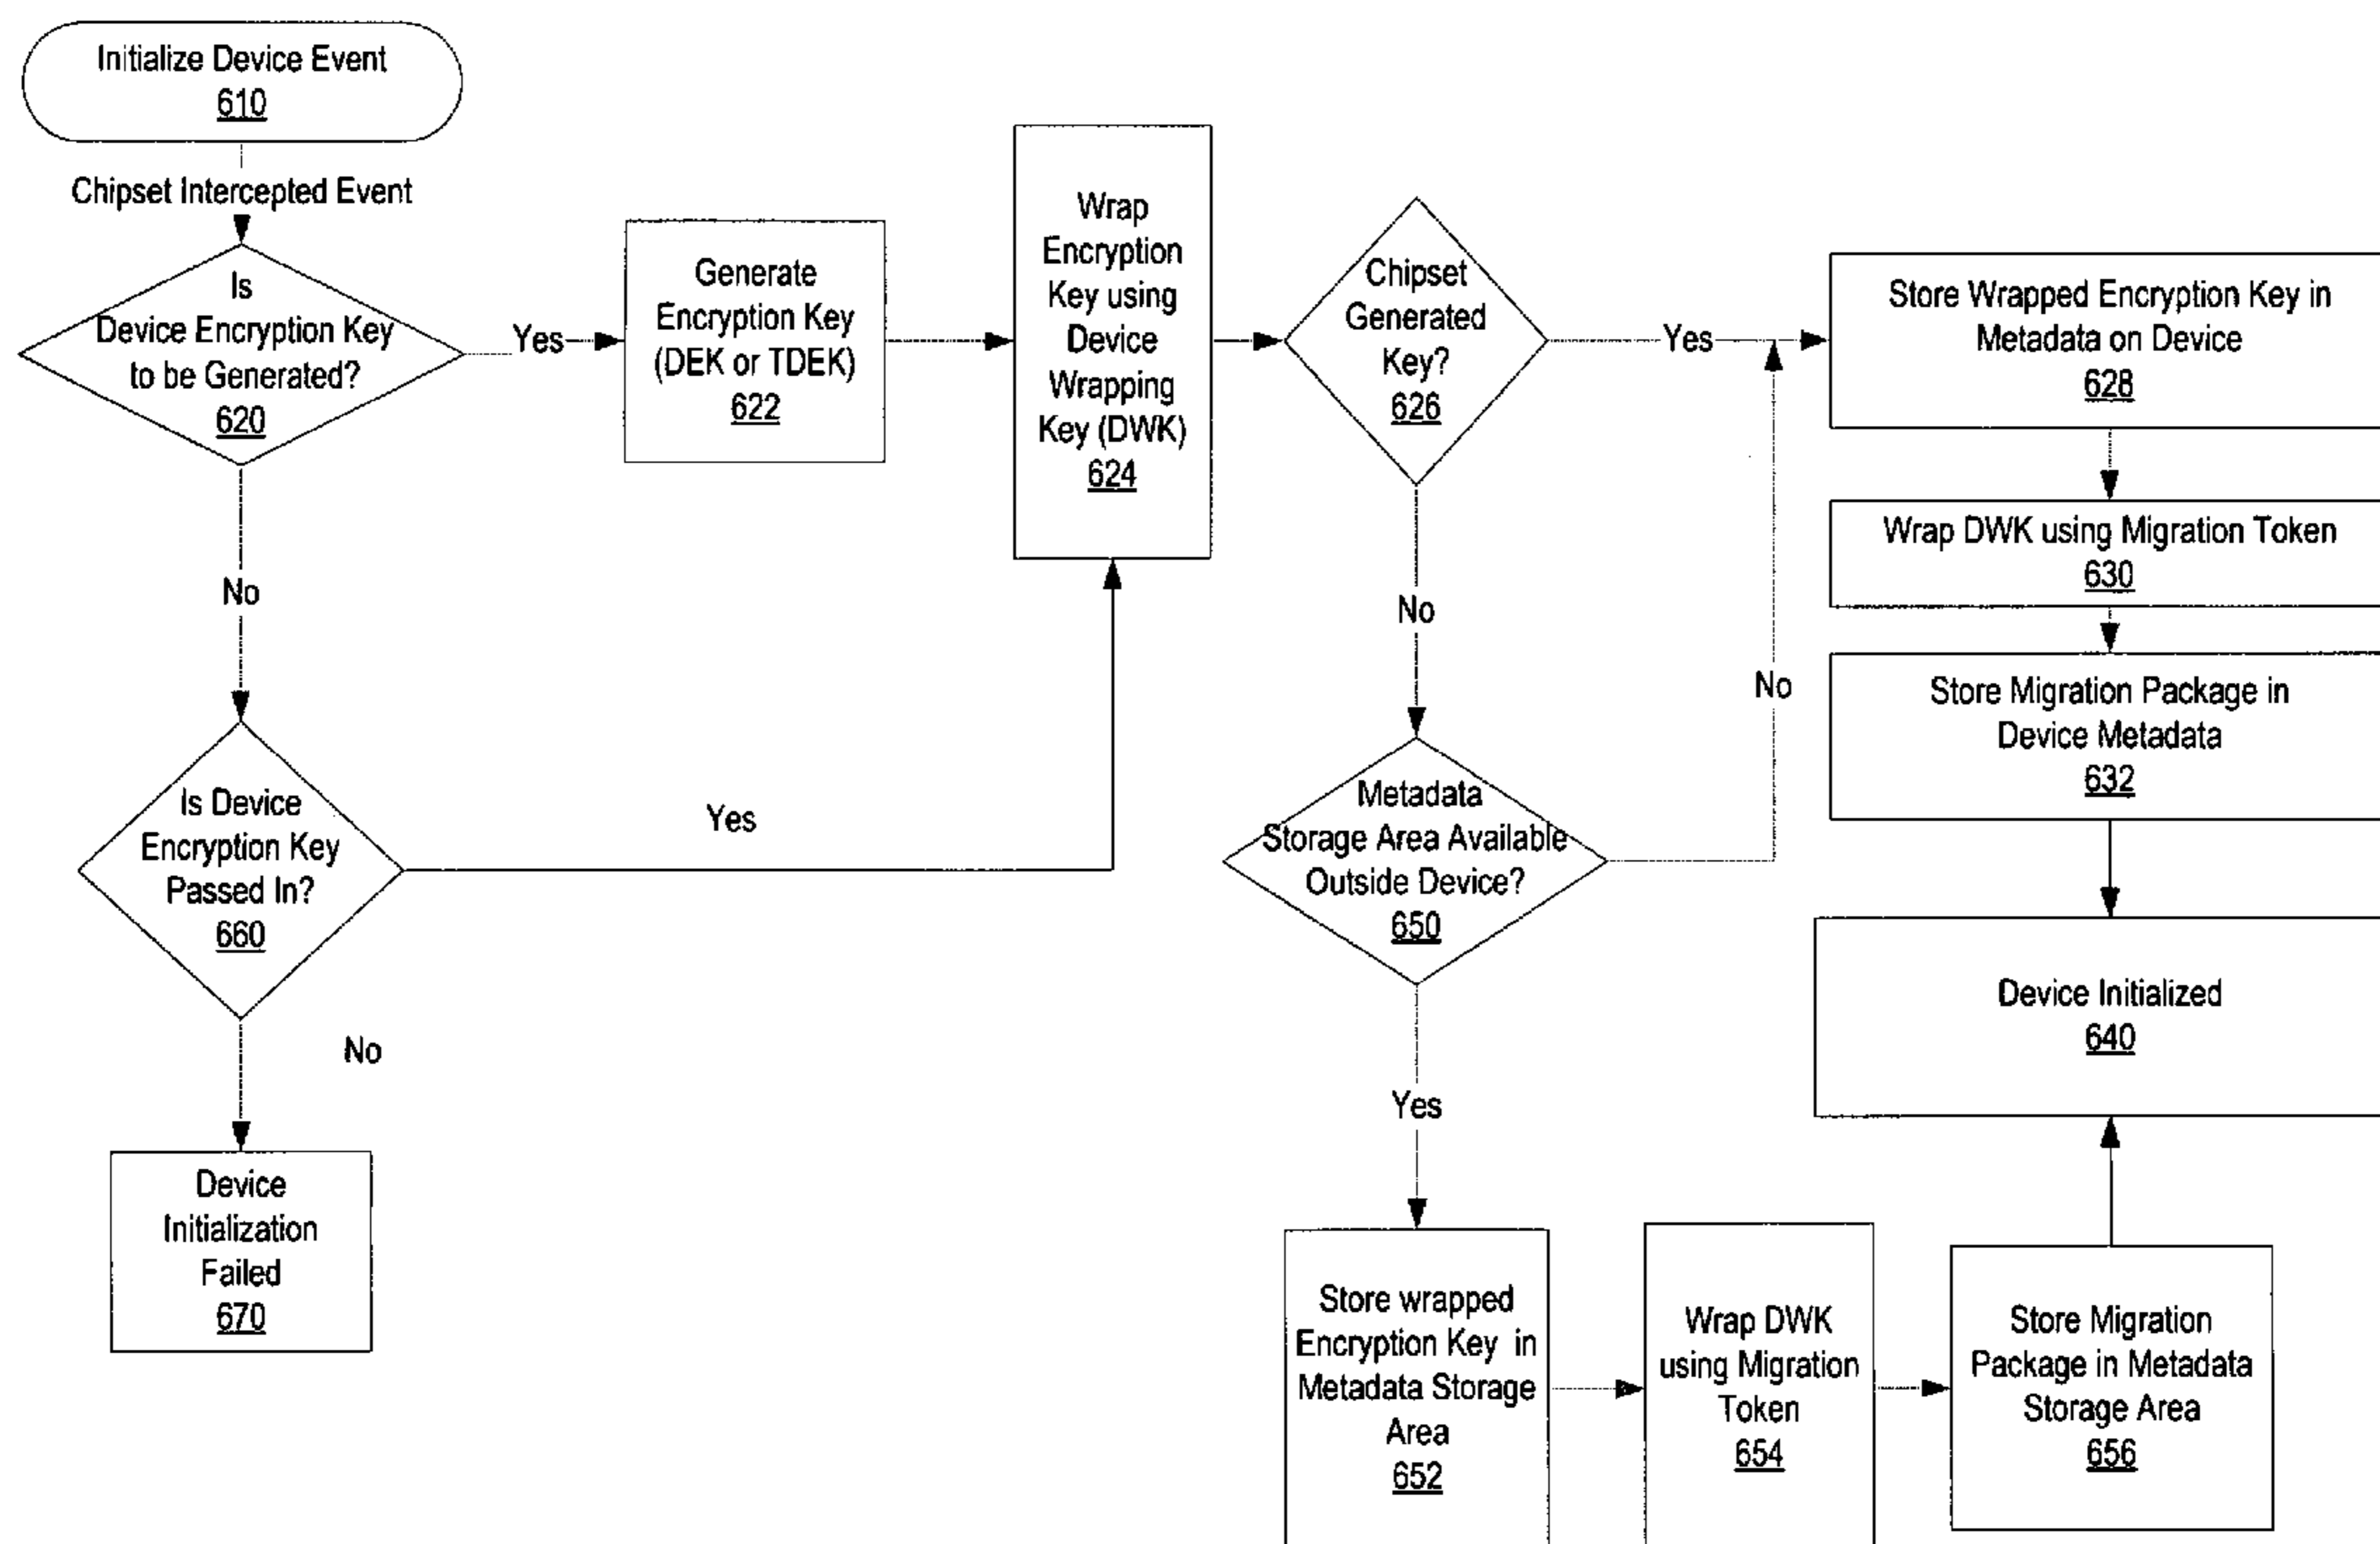 Initialize Device Event
610
Chipset Intercepted Event
Is
Device Encryption Key
to be Generated?
620
Yes
Generate
Encryption Key
(DEK or TDEK)
622
Wrap
Encryption
Key using
Device
Wrapping
Key (DWK)
624
Chipset
Generated
Key?
626
Yes
Store Wrapped Encryption Key in
Metadata on Device
628
Wrap DWK using Migration Token
630
Store Migration Package in
Device Metadata
632
No
No
No
Is Device
Encryption Key
Passed In?
660
Yes
Metadata
Storage Area Available
Outside Device?
650
Device Initialized
640
No
Yes
Device
Initialization
Failed
670
Store wrapped
Encryption Key in
Metadata Storage
Area
652
Wrap DWK
using Migration
Token
654
Store Migration
Package in Metadata
Storage Area
656